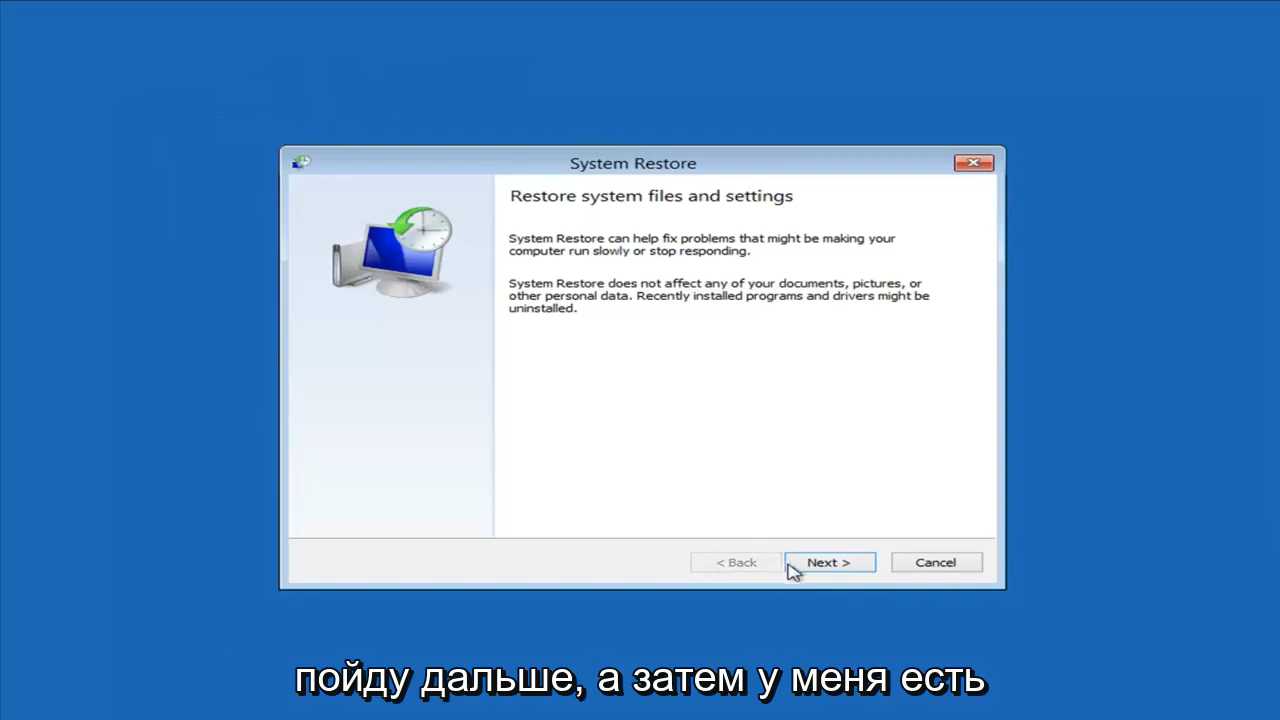 System Restore
Restore system files and settings
System Restore can help fix problems that might be making your
computer run slowly or stop responding.
System Restore does not affect any of your documents, pictures, or
other personal data. Recently installed programs and drivers might be
uninstalled.
< Back
Next >
Cancel
пойду дальше, а затем у меня есть